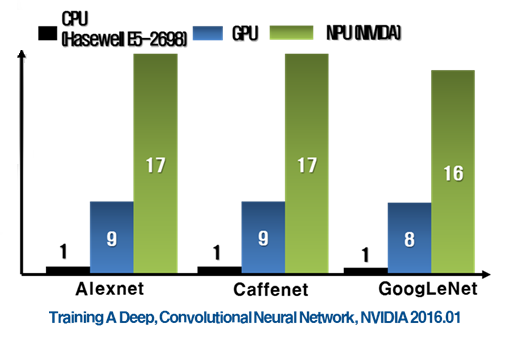 CPU
(Hasewell E5-2698)
GPU
NPU (NIVIDA)
1
9
17
1
9
17
1
8
16
Alexnet
Caffenet
GoogLeNet
Training A Deep, Convolutional Neural Network, NVIDIA 2016.01